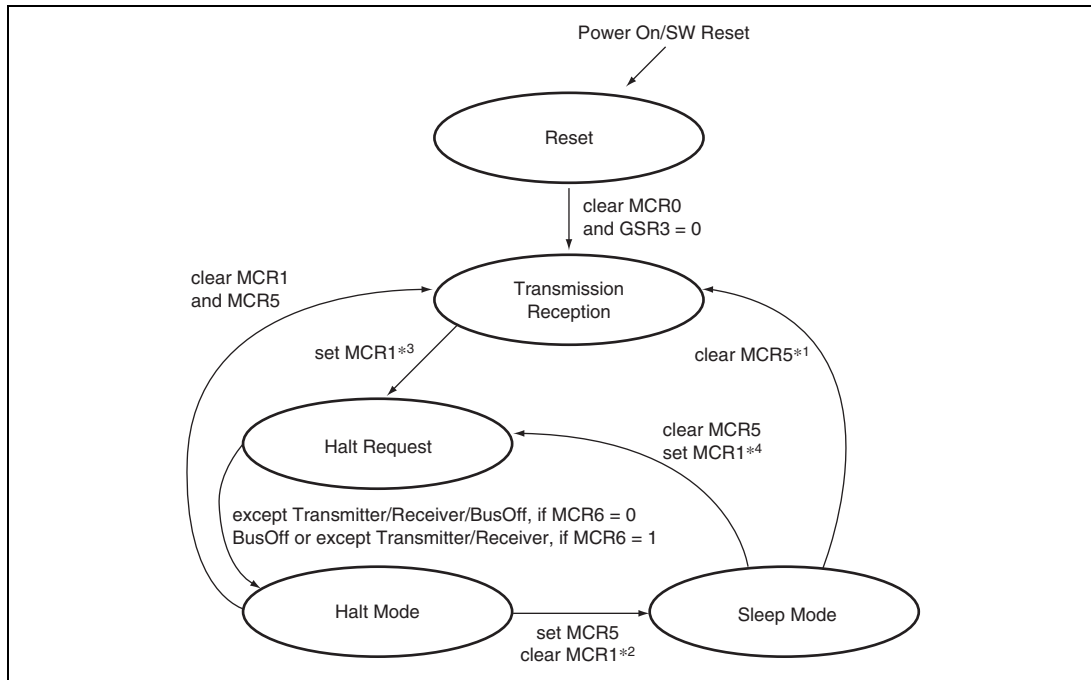 Power On/SW Reset
Reset
clear MCR0
and GSR3 = 0
clear MCR1
and MCR5
Transmission
Reception
set MCR1*3
clear MCR5*1
Halt Request
clear MCR5
set MCR1*4
except Transmitter/Receiver/BusOff, if MCR6 = 0
BusOff or except Transmitter/Receiver, if MCR6 = 1
Halt Mode
Sleep Mode
set MCR5
clear MCR1*2